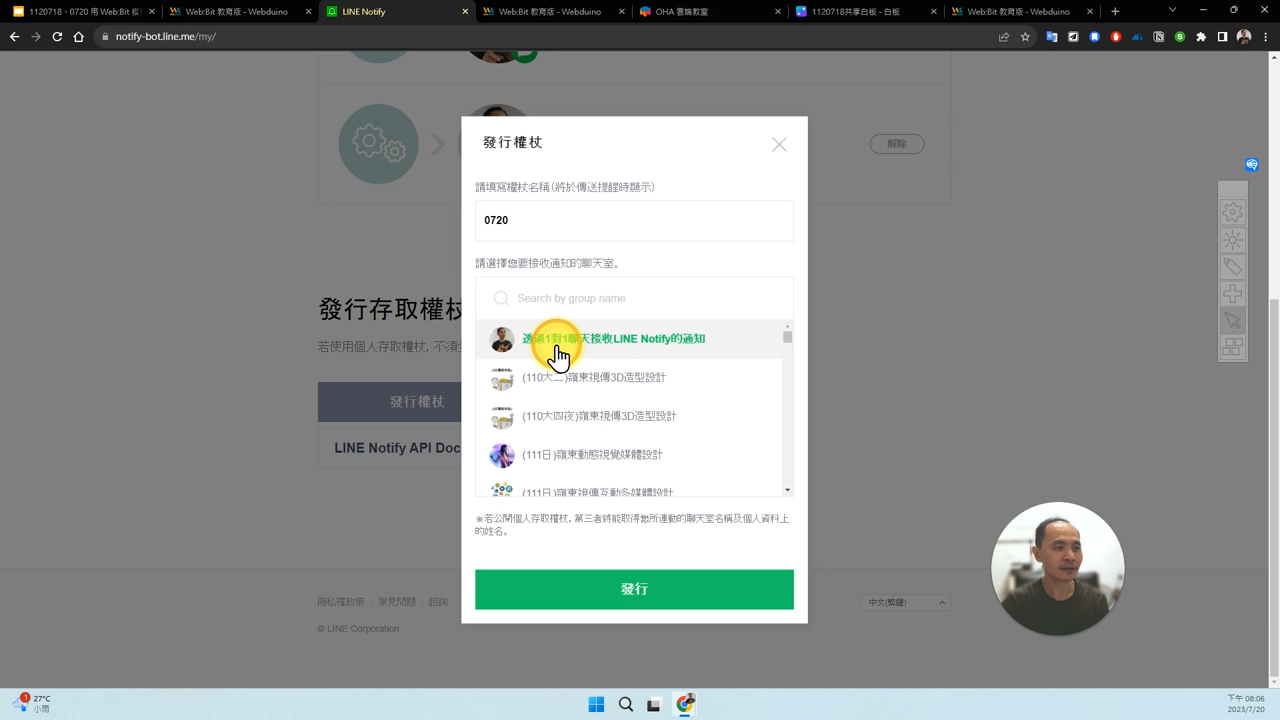 1120718、0720 用 Web:Bit
Web:Bit 教育版 - Webduino
LINE Notify
Web:Bit 教育版 - Webduino
OHA 雲端教室
1120718共享白板 - 白板
Web:Bit 教育版 - Webduino
notify-bot.line.me/my/
解除
發行存取權杖
若使用個人存取權杖，不須
發行權杖
LINE Notify API Doc
發行權杖
請填寫權杖名稱（將於傳送提醒時顯示）
0720
請選擇您要接收通知的聊天室。
Search by group name
透過1對1聊天接收LINE Notify的通知
(110大二)嶺東視傳3D造型設計
(110大四夜)嶺東視傳3D造型設計
(111日)嶺東動態視覺媒體設計
(111日)嶺東視傳互動多媒體設計
※若公開個人存取權杖，第三者將能取得您所連動的聊天室名稱及個人資料上
的姓名。
發行
隱私權政策
常見問題
諮詢
中文(繁體)
© LINE Corporation
1
27°C
小雨
下午 08:06
2023/7/20